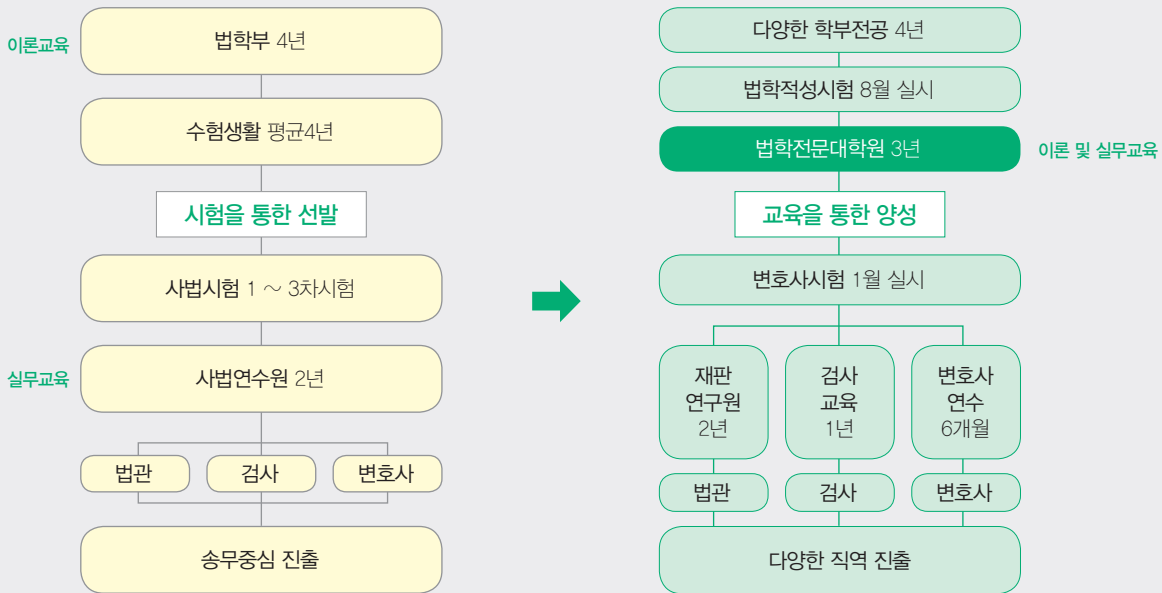 이론교육
법학부 4년
수험생활 평균4년
시험을 통한 선발
사법시험 1 ~ 3차시험
실무교육
사법연수원 2년
법관
검사
변호사
송무중심 진출
다양한 학부전공 4년
법학적성시험 8월 실시
법학전문대학원 3년
이론 및 실무교육
교육을 통한 양성
변호사시험 1월 실시
재판
연구원
2년
검사
교육
1년
변호사
연수
6개월
법관
검사
변호사
다양한 직역 진출